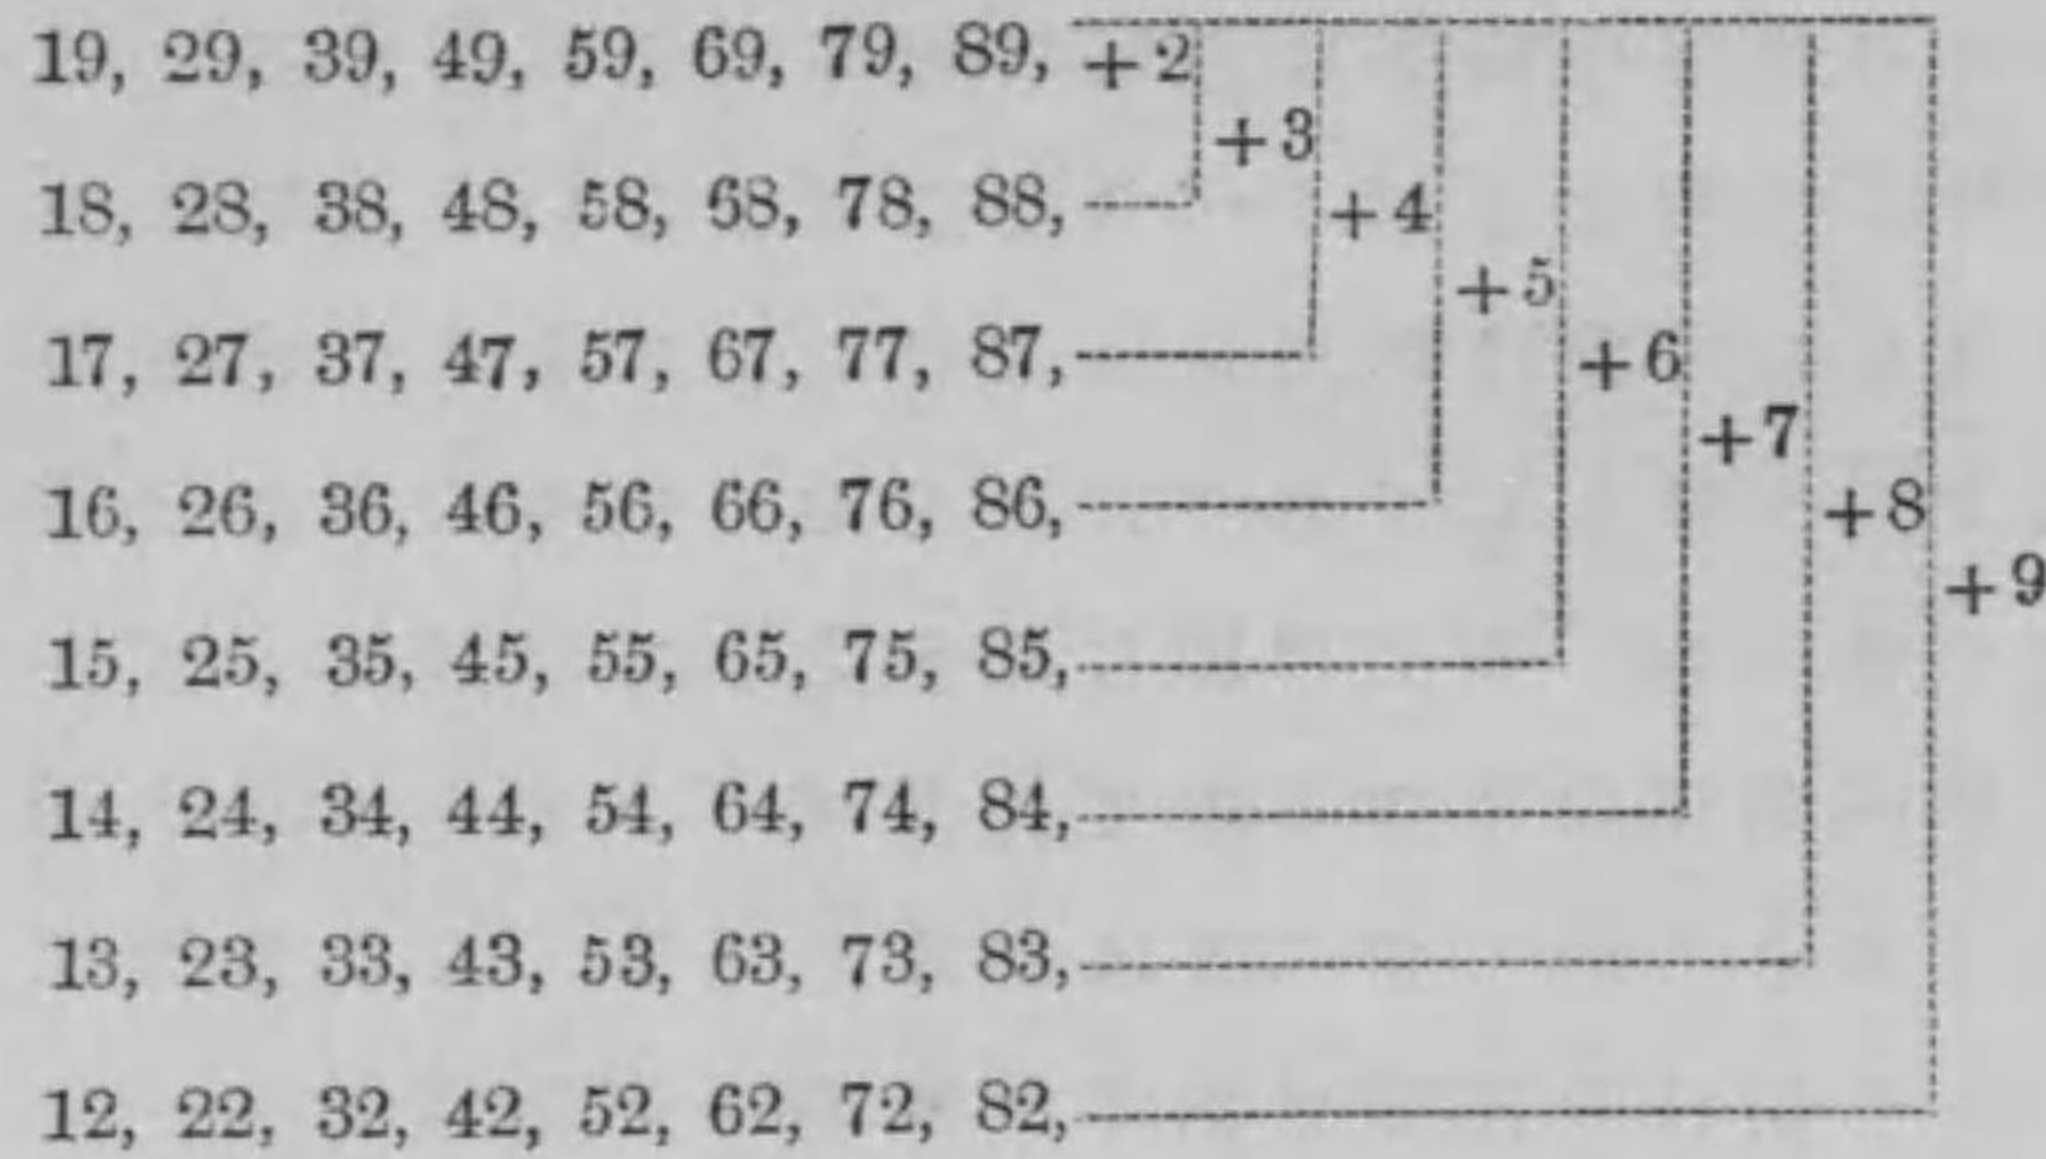 19, 29, 39, 49, 59, 69, 79, 89, +2
+3
18, 28, 38, 48, 58, 68, 78, 88,
+4
+5
17, 27, 37, 47, 57, 67, 77, 87,
+6
+7
16, 26, 36, 46, 56, 66, 76, 86,
+8
+9
15, 25, 35, 45, 55, 65, 75, 85,
14, 24, 34, 44, 54, 64, 74, 84,
13, 23, 33, 43, 53, 63, 73, 83,
12, 22, 32, 42, 52, 62, 72, 82,